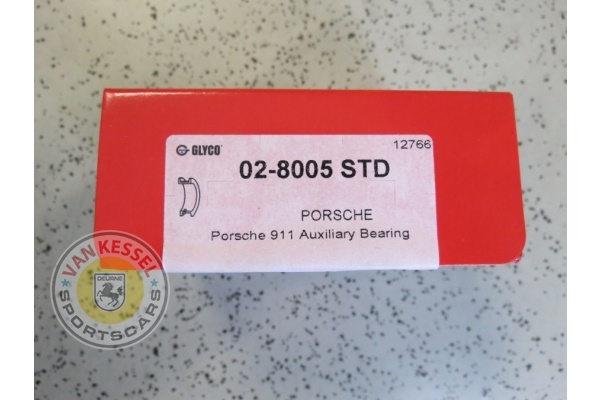 GLYCO
12766
02-8005 STD
PORSCHE
Porsche 911 Auxiliary Bearing
VAN KESSEL
DEURNE
SPORTSCARS